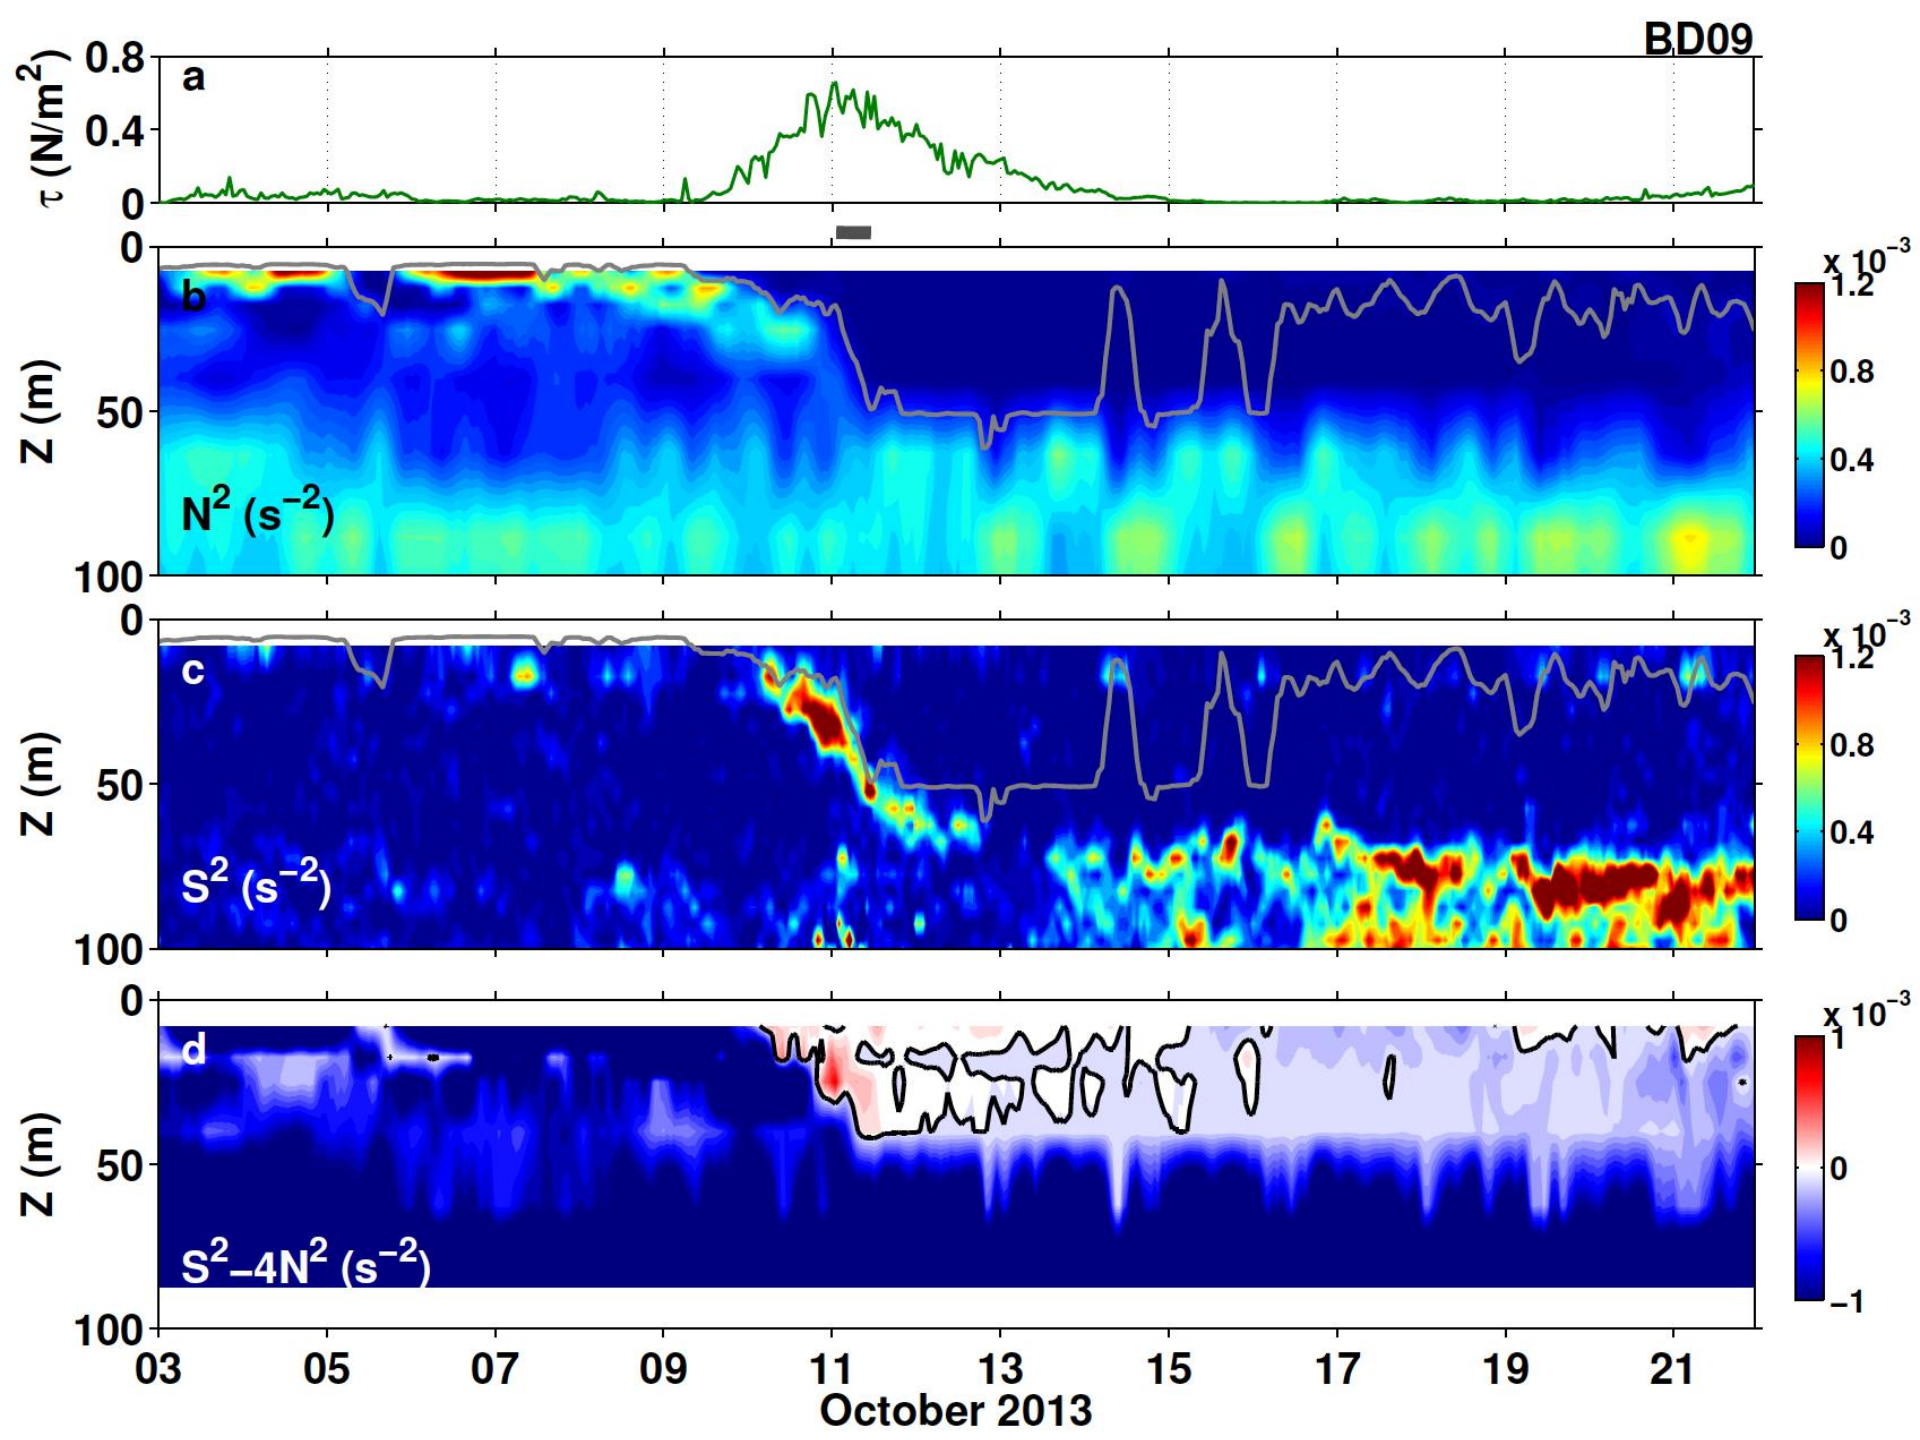 BD09
a
τ (N/m²)
0.8
0.4
0
b
Z (m)
0
50
100
N² (s⁻²)
x 10⁻³
1.2
0.8
0.4
0
c
Z (m)
0
50
100
S² (s⁻²)
x 10⁻³
1.2
0.8
0.4
0
d
Z (m)
0
50
100
S²−4N² (s⁻²)
x 10⁻³
1
0
−1
03 05 07 09 11 13 15 17 19 21
October 2013